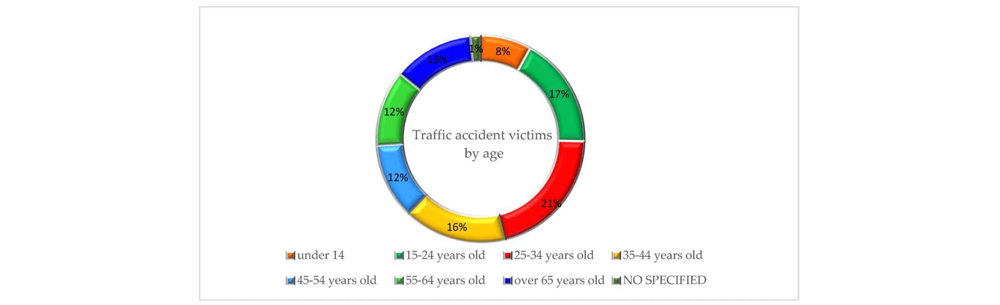 1%
8%
13%
17%
12%
Traffic accident victims
by age
12%
21%
16%
under 14
15-24 years old
25-34 years old
35-44 years old
45-54 years old
55-64 years old
over 65 years old
NO SPECIFIED